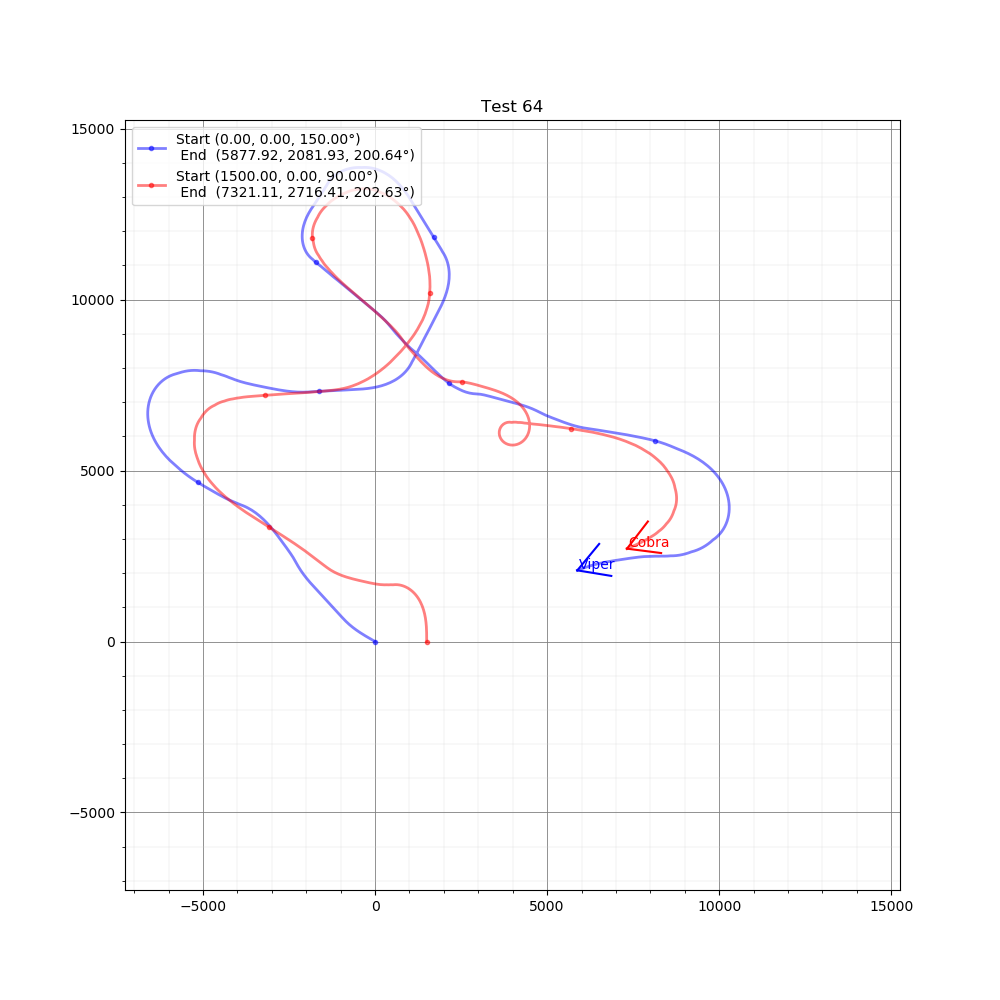 Test 64
Start (0.00, 0.00, 150.00°)
End  (5877.92, 2081.93, 200.64°)
Start (1500.00, 0.00, 90.00°)
End  (7321.11, 2716.41, 202.63°)
15000
10000
5000
0
−5000
Cobra
Viper
−5000
0
5000
10000
15000